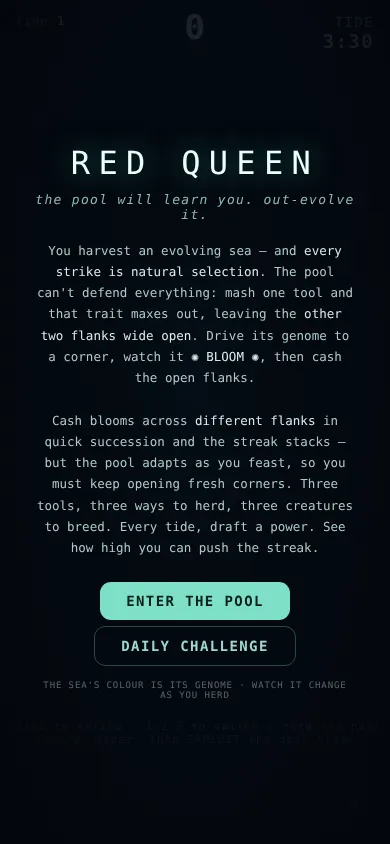 Tide 1
0
TIDE
3:30
RED QUEEN
the pool will learn you. out-evolve
it.
You harvest an evolving sea — and every
strike is natural selection. The pool
can't defend everything: mash one tool and
that trait maxes out, leaving the other
two flanks wide open. Drive its genome to
a corner, watch it ✺ BLOOM ✺, then cash
the open flanks.
Cash blooms across different flanks in
quick succession and the streak stacks —
but the pool adapts as you feast, so you
must keep opening fresh corners. Three
tools, three ways to herd, three creatures
to breed. Every tide, draft a power. See
how high you can push the streak.
ENTER THE POOL
DAILY CHALLENGE
THE SEA'S COLOUR IS ITS GENOME · WATCH IT CHANGE
AS YOU HERD